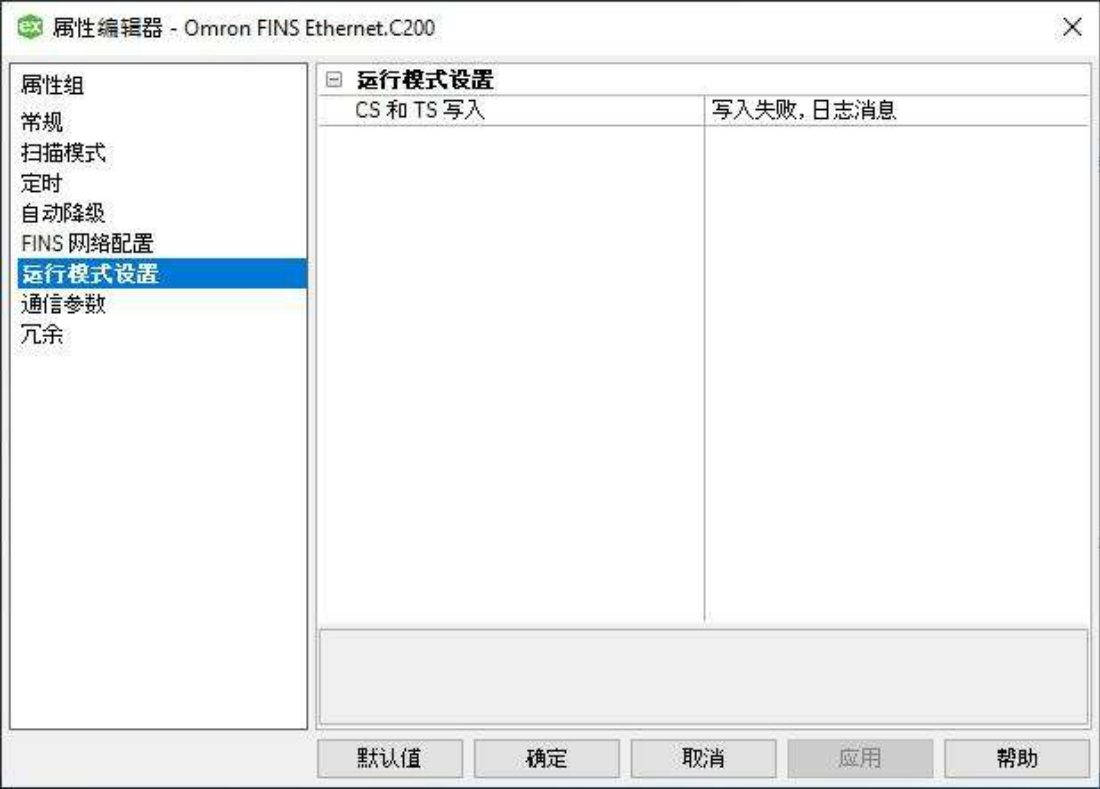 ex 属性编辑器 - Omron FINS Ethernet.C200
属性组
常规
扫描模式
定时
自动降级
FINS 网络配置
运行模式设置
通信参数
冗余
运行模式设置
CS 和 TS 写入 写入失败，日志消息
默认值 确定 取消 应用 帮助